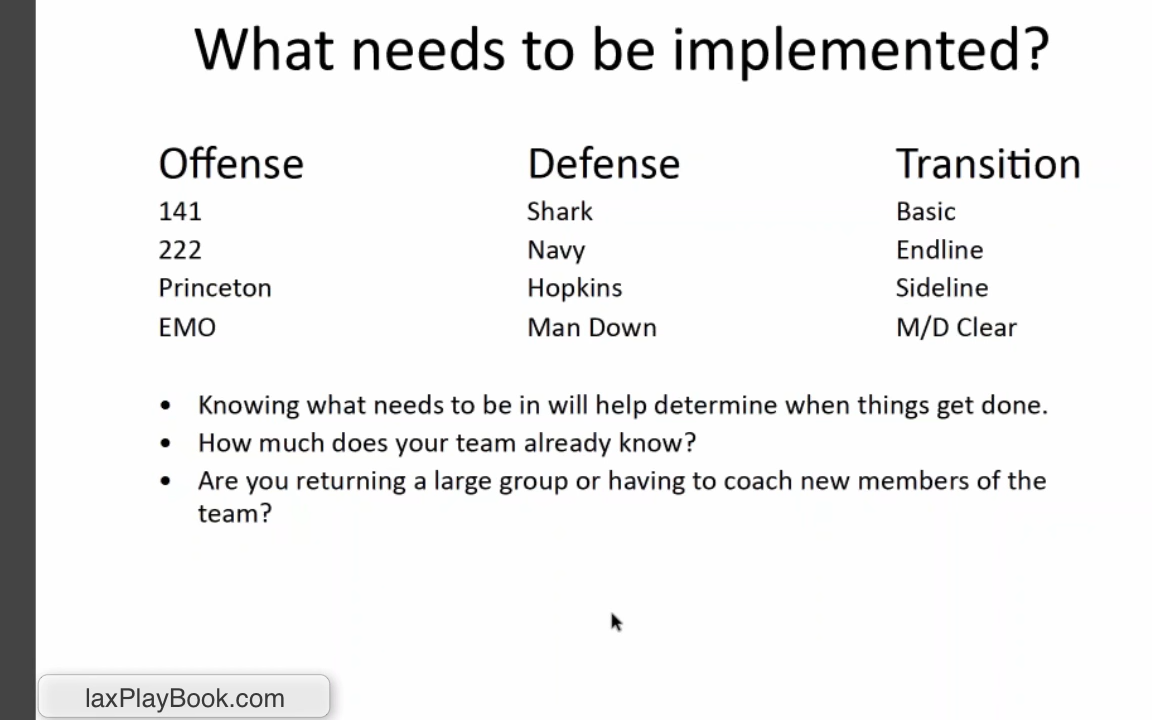 What needs to be implemented?
Offense
141
222
Princeton
EMO
Defense
Shark
Navy
Hopkins
Man Down
Transition
Basic
Endline
Sideline
M/D Clear
• Knowing what needs to be in will help determine when things get done.
• How much does your team already know?
• Are you returning a large group or having to coach new members of the
team?
laxPlayBook.com